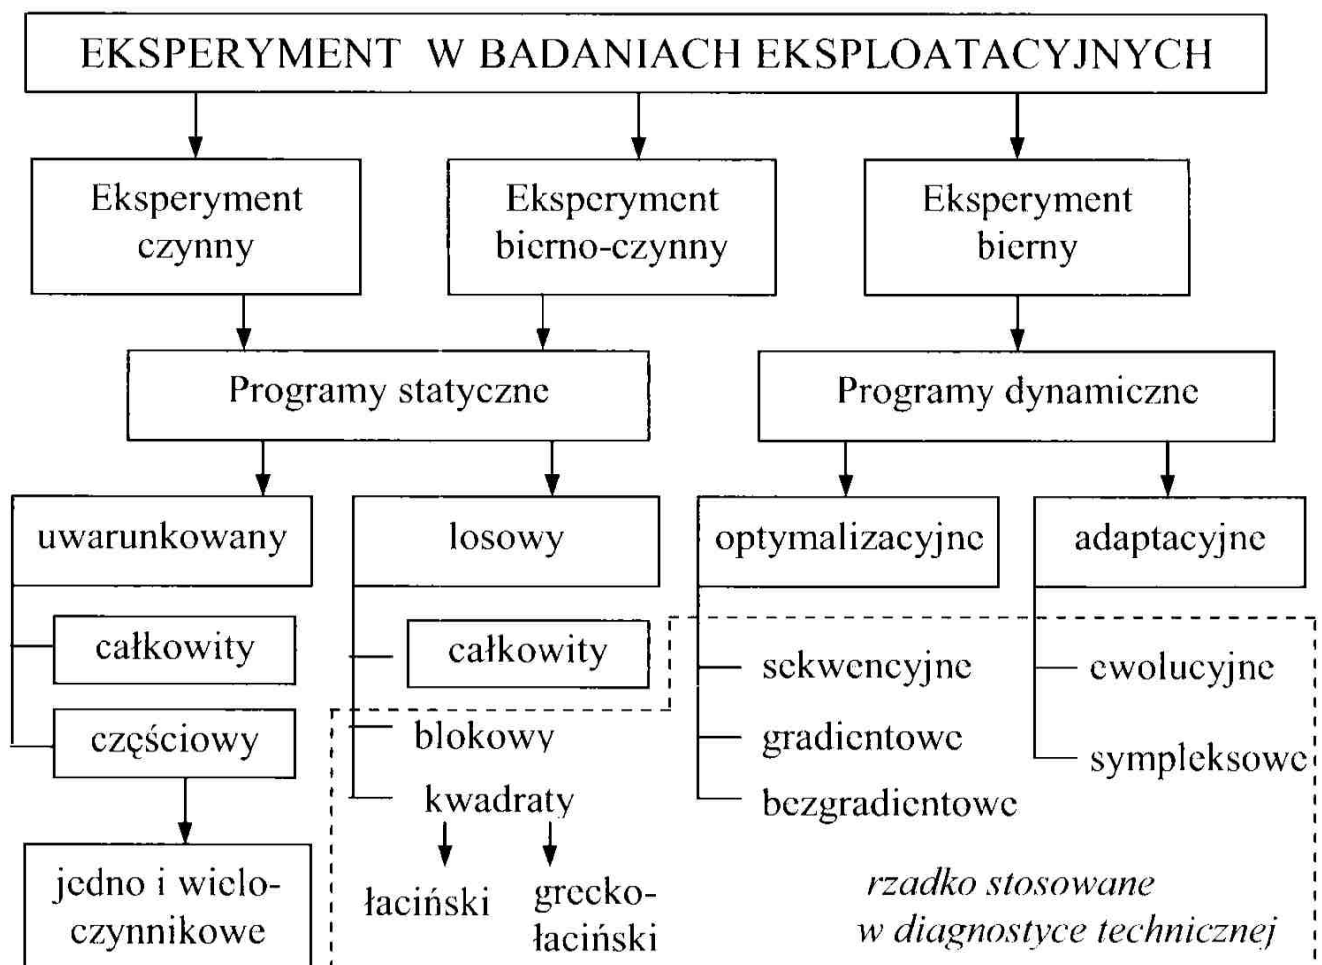 EKSPERYMENT W BADANIACH EKSPLOATACYJNYCH
Eksperyment
czynny
Eksperyment
bierno-czynny
Eksperyment
bierny
Programy statyczne
Programy dynamiczne
uwarunkowany
losowy
optymalizacyjne
adaptacyjne
całkowity
całkowity
sekwencyjne
ewolucyjne
częściowy
blokowy
gradientowe
sympleksowe
kwadraty
bezgradientowe
jedno i wielo-
czynnikowe
łaciński
grecko-
łaciński
rzadko stosowane
w diagnostyce technicznej